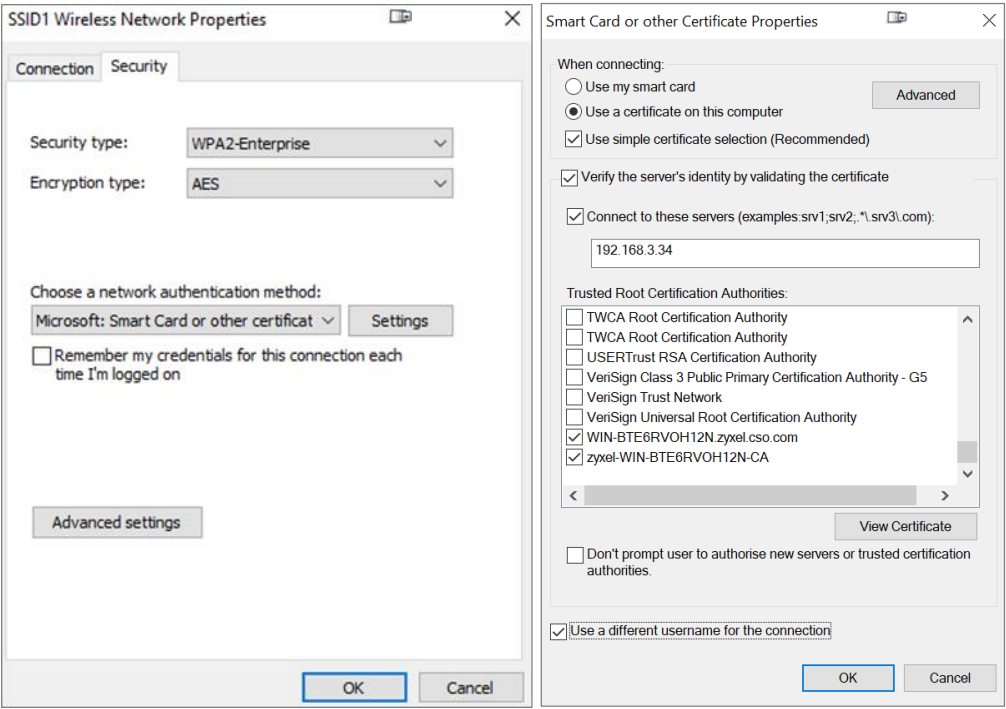 SSID1 Wireless Network Properties
Connection
Security
Security type:
WPA2-Enterprise
Encryption type:
AES
Choose a network authentication method:
Microsoft: Smart Card or other certificat
Settings
Remember my credentials for this connection each
time I'm logged on
Advanced settings
OK
Cancel
Smart Card or other Certificate Properties
When connecting:
Use my smart card
Advanced
Use a certificate on this computer
Use simple certificate selection (Recommended)
Verify the server's identity by validating the certificate
Connect to these servers (examples:srv1;srv2;.*\.srv3\.com):
192.168.3.34
Trusted Root Certification Authorities:
TWCA Root Certification Authority
TWCA Root Certification Authority
USERTrust RSA Certification Authority
VeriSign Class 3 Public Primary Certification Authority - G5
VeriSign Trust Network
VeriSign Universal Root Certification Authority
WIN-BTE6RVOH12N.zyxel.cso.com
zyxel-WIN-BTE6RVOH12N-CA
View Certificate
Don't prompt user to authorise new servers or trusted certification
authorities.
Use a different username for the connection
OK
Cancel